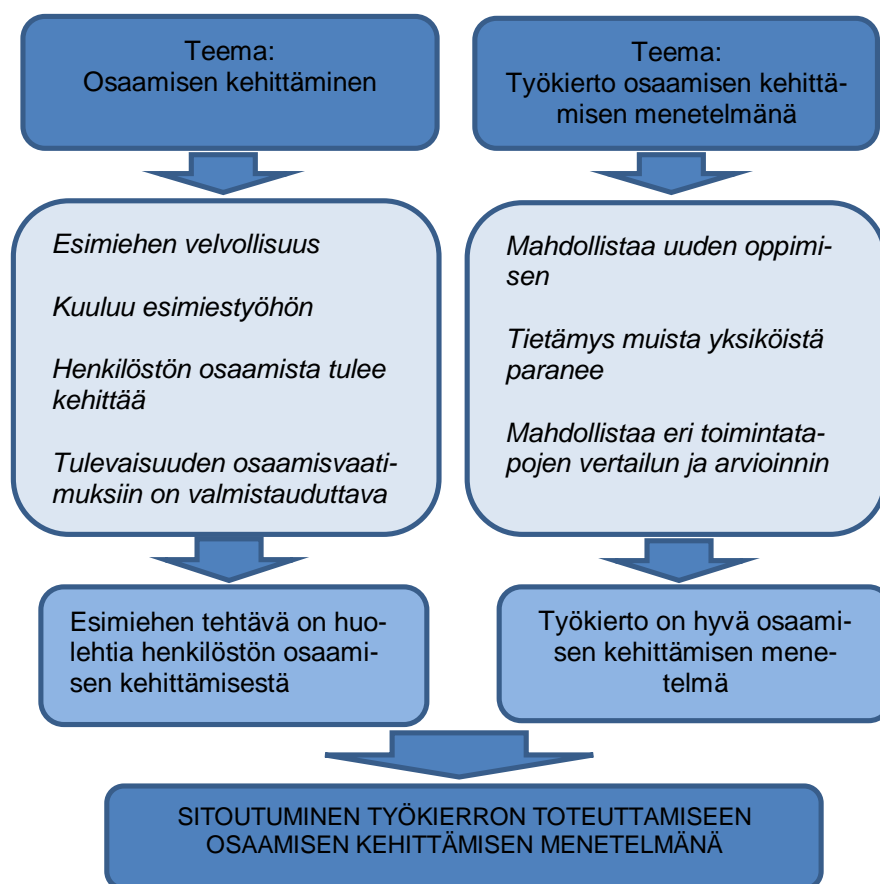 Teema:
Osaamisen kehittäminen
Teema:
Työkierto osaamisen kehittä-
misen menetelmänä
Esimiehen velvollisuus
Kuuluu esimiestyöhön
Henkilöstön osaamista tulee
kehittää
Tulevaisuuden osaamisvaati-
muksiin on valmistauduttava
Mahdollistaa uuden oppimi-
sen
Tietämys muista yksiköistä
paranee
Mahdollistaa eri toimintata-
pojen vertailun ja arvioinnin
Esimiehen tehtävä on huo-
lehtia henkilöstön osaami-
sen kehittämisestä
Työkierto on hyvä osaami-
sen kehittämisen mene-
telmä
SITOUTUMINEN TYÖKIERRON TOTEUTTAMISEEN
OSAAMISEN KEHITTÄMISEN MENETELMÄNÄ